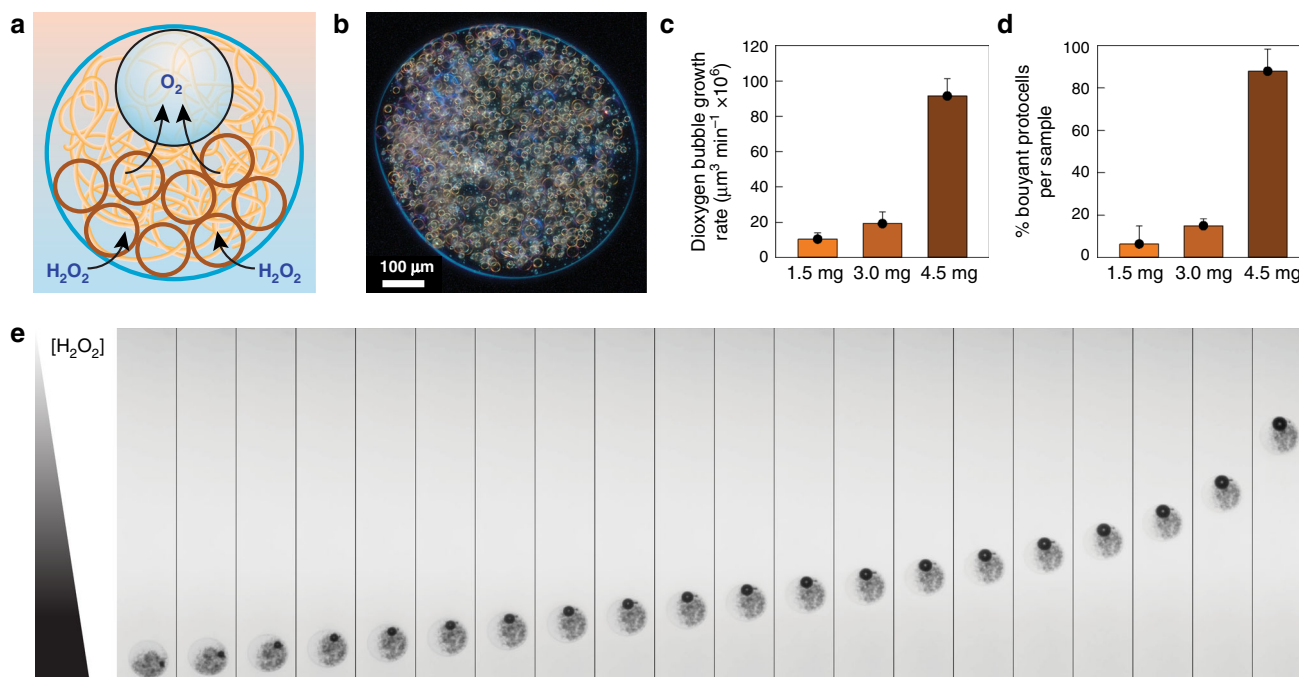 a
O₂
H₂O₂
H₂O₂
b
100 µm
c
Dioxygen bubble growth
rate (µm³ min⁻¹ ×10⁶)
120
100
80
60
40
20
0
1.5 mg
3.0 mg
4.5 mg
d
% bouyant protocells
per sample
100
80
60
40
20
0
1.5 mg
3.0 mg
4.5 mg
e
[H₂O₂]